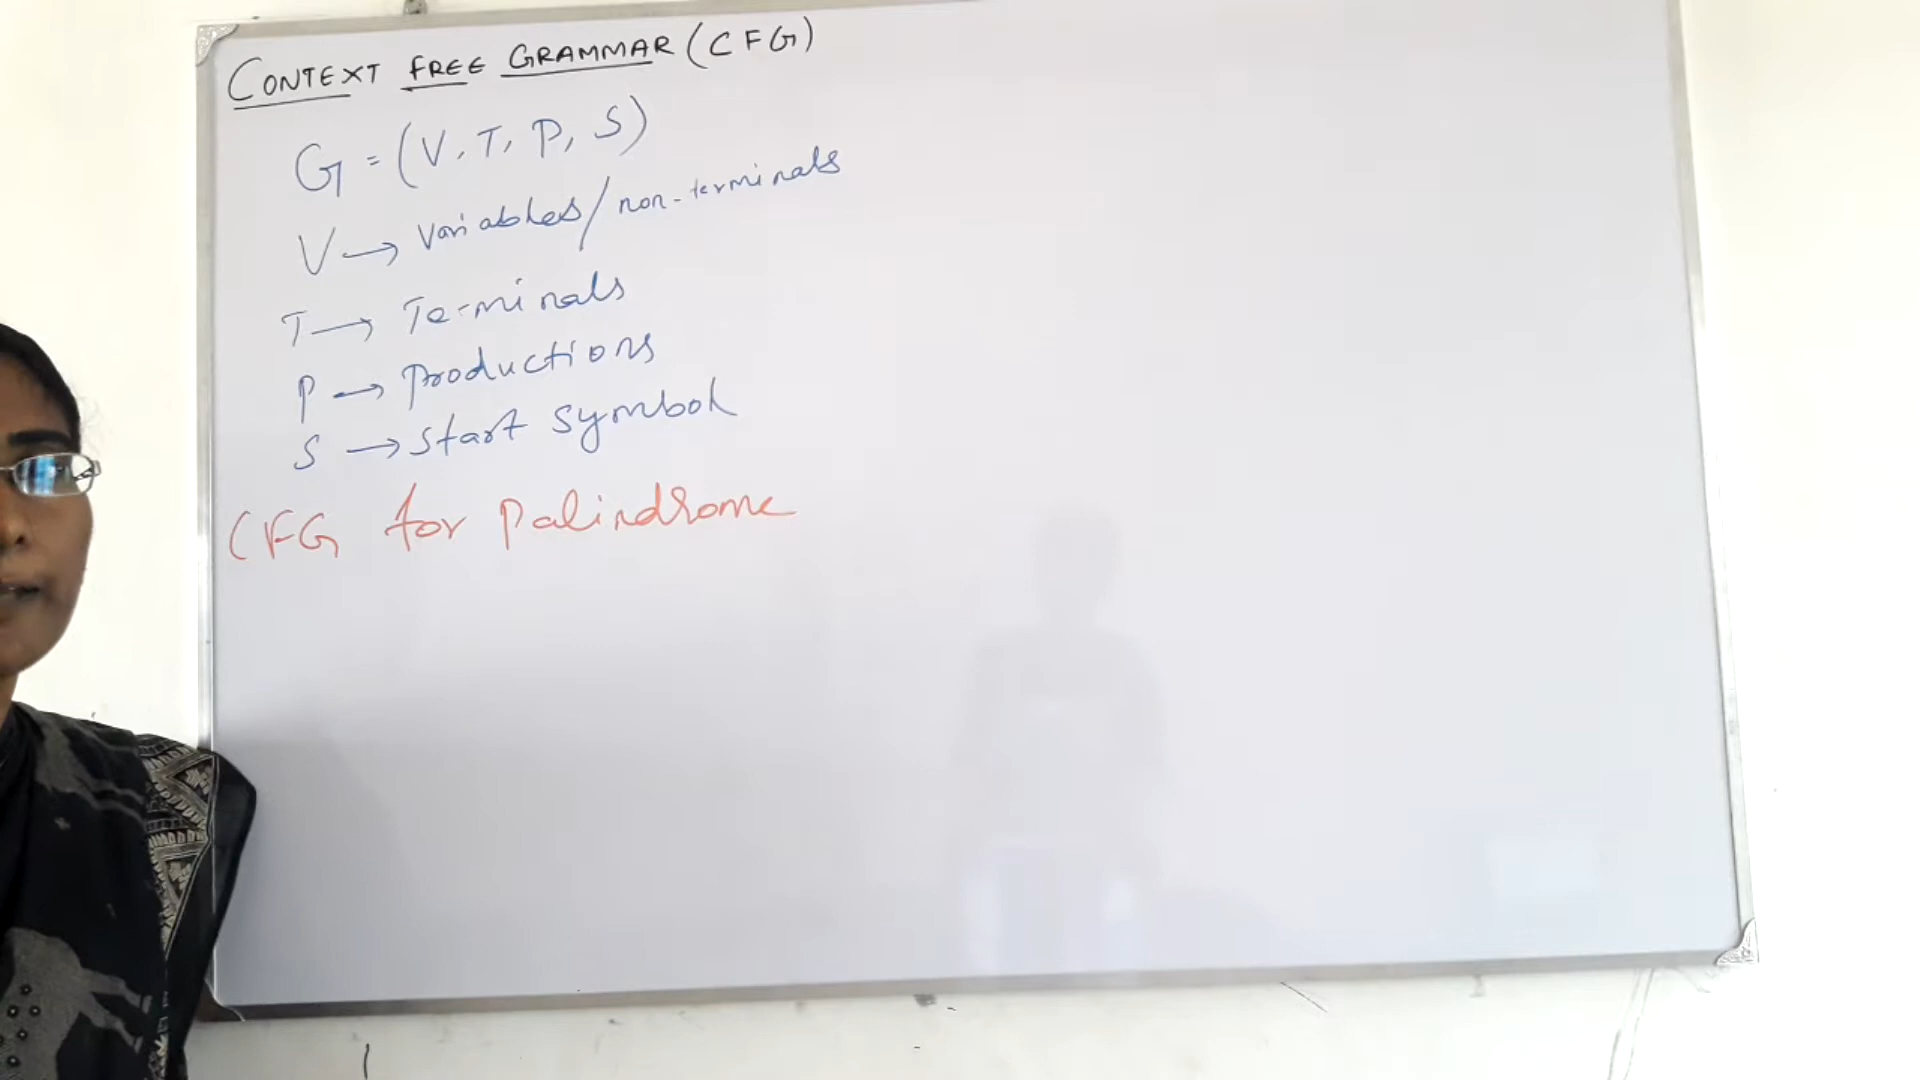 CONTEXT FREE GRAMMAR (CFG)
G = (V, T, P, S)
V → Variables/non-terminals
T → Terminals
P → Productions
S → Start symbol
CFG for palindrome